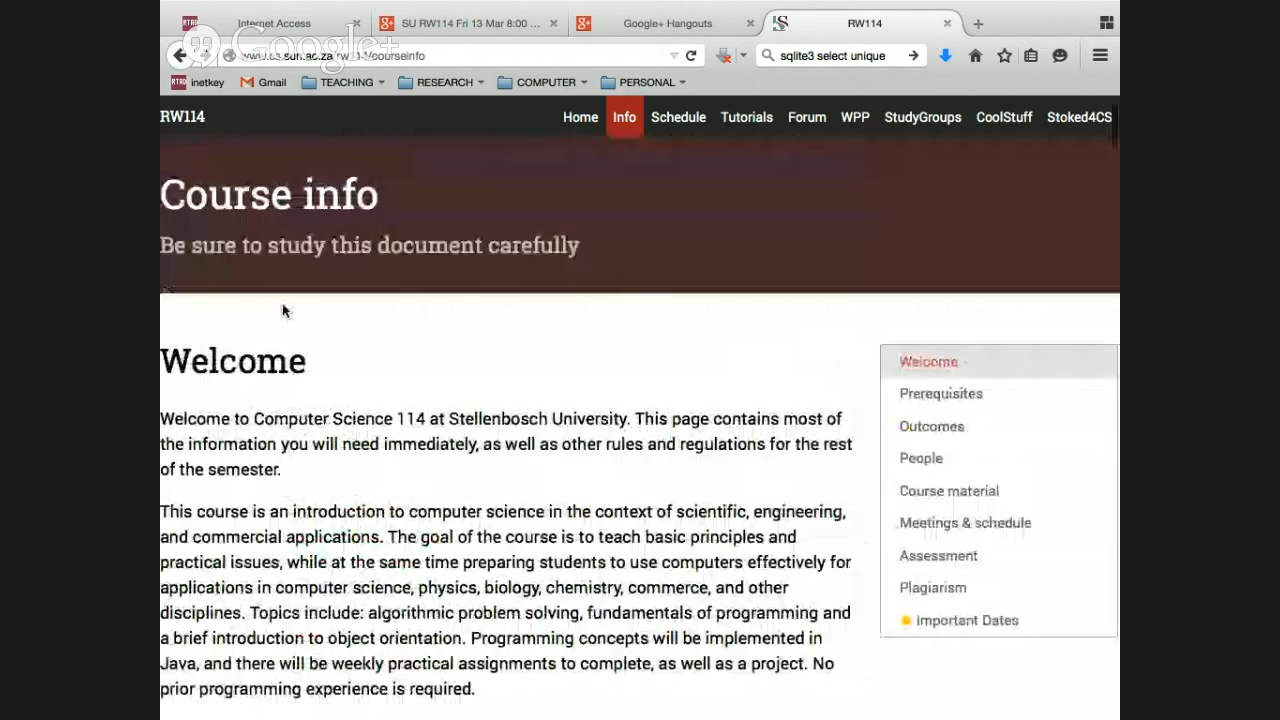 Internet Access
SU RW114 Fri 13 Mar 8:00 ...
Google+ Hangouts
RW114
Google+
/courseinfo
sqlite3 select unique
inetkey
Gmail
TEACHING
RESEARCH
COMPUTER
PERSONAL
RW114
Home
Info
Schedule
Tutorials
Forum
WPP
StudyGroups
CoolStuff
Stoked4CS
Course info
Be sure to study this document carefully
Welcome
Welcome to Computer Science 114 at Stellenbosch University. This page contains most of
the information you will need immediately, as well as other rules and regulations for the rest
of the semester.
This course is an introduction to computer science in the context of scientific, engineering,
and commercial applications. The goal of the course is to teach basic principles and
practical issues, while at the same time preparing students to use computers effectively for
applications in computer science, physics, biology, chemistry, commerce, and other
disciplines. Topics include: algorithmic problem solving, fundamentals of programming and
a brief introduction to object orientation. Programming concepts will be implemented in
Java, and there will be weekly practical assignments to complete, as well as a project. No
prior programming experience is required.
Welcome
Prerequisites
Outcomes
People
Course material
Meetings & schedule
Assessment
Plagiarism
Important Dates